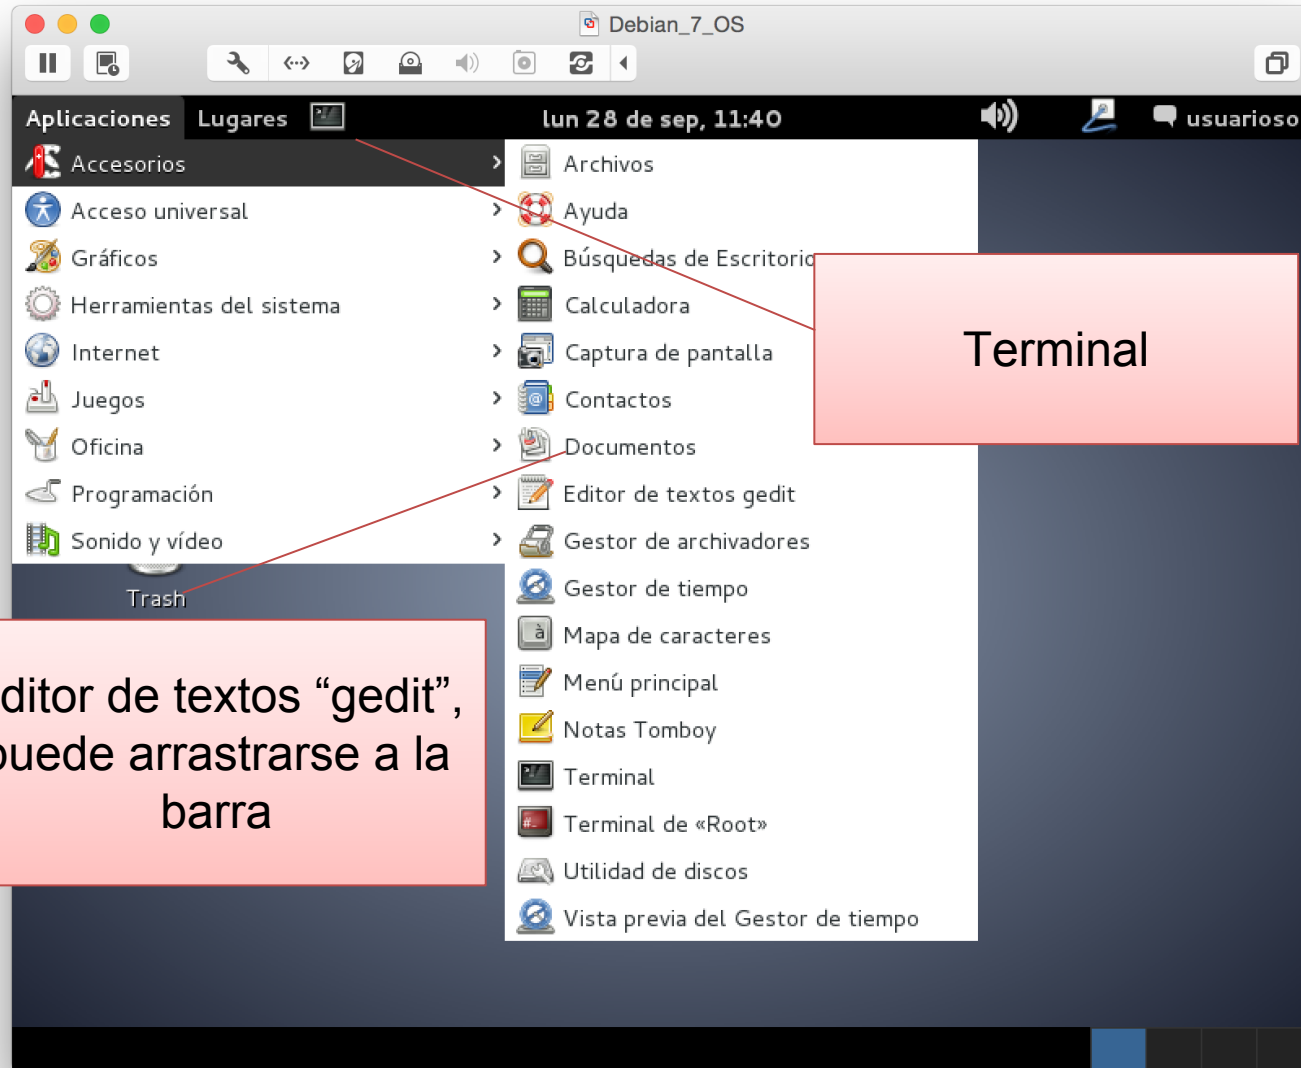 Debian_7_OS
Aplicaciones Lugares lun 28 de sep, 11:40 usuarioso
Accesorios
Acceso universal
Gráficos
Herramientas del sistema
Internet
Juegos
Oficina
Programación
Sonido y vídeo
Archivos
Ayuda
Búsquedas de Escritorio
Calculadora
Captura de pantalla
Contactos
Documentos
Editor de textos gedit
Gestor de archivadores
Gestor de tiempo
Mapa de caracteres
Menú principal
Notas Tomboy
Terminal
Terminal de «Root»
Utilidad de discos
Vista previa del Gestor de tiempo
Terminal
Trash
ditor de textos “gedit”,
puede arrastrarse a la
barra